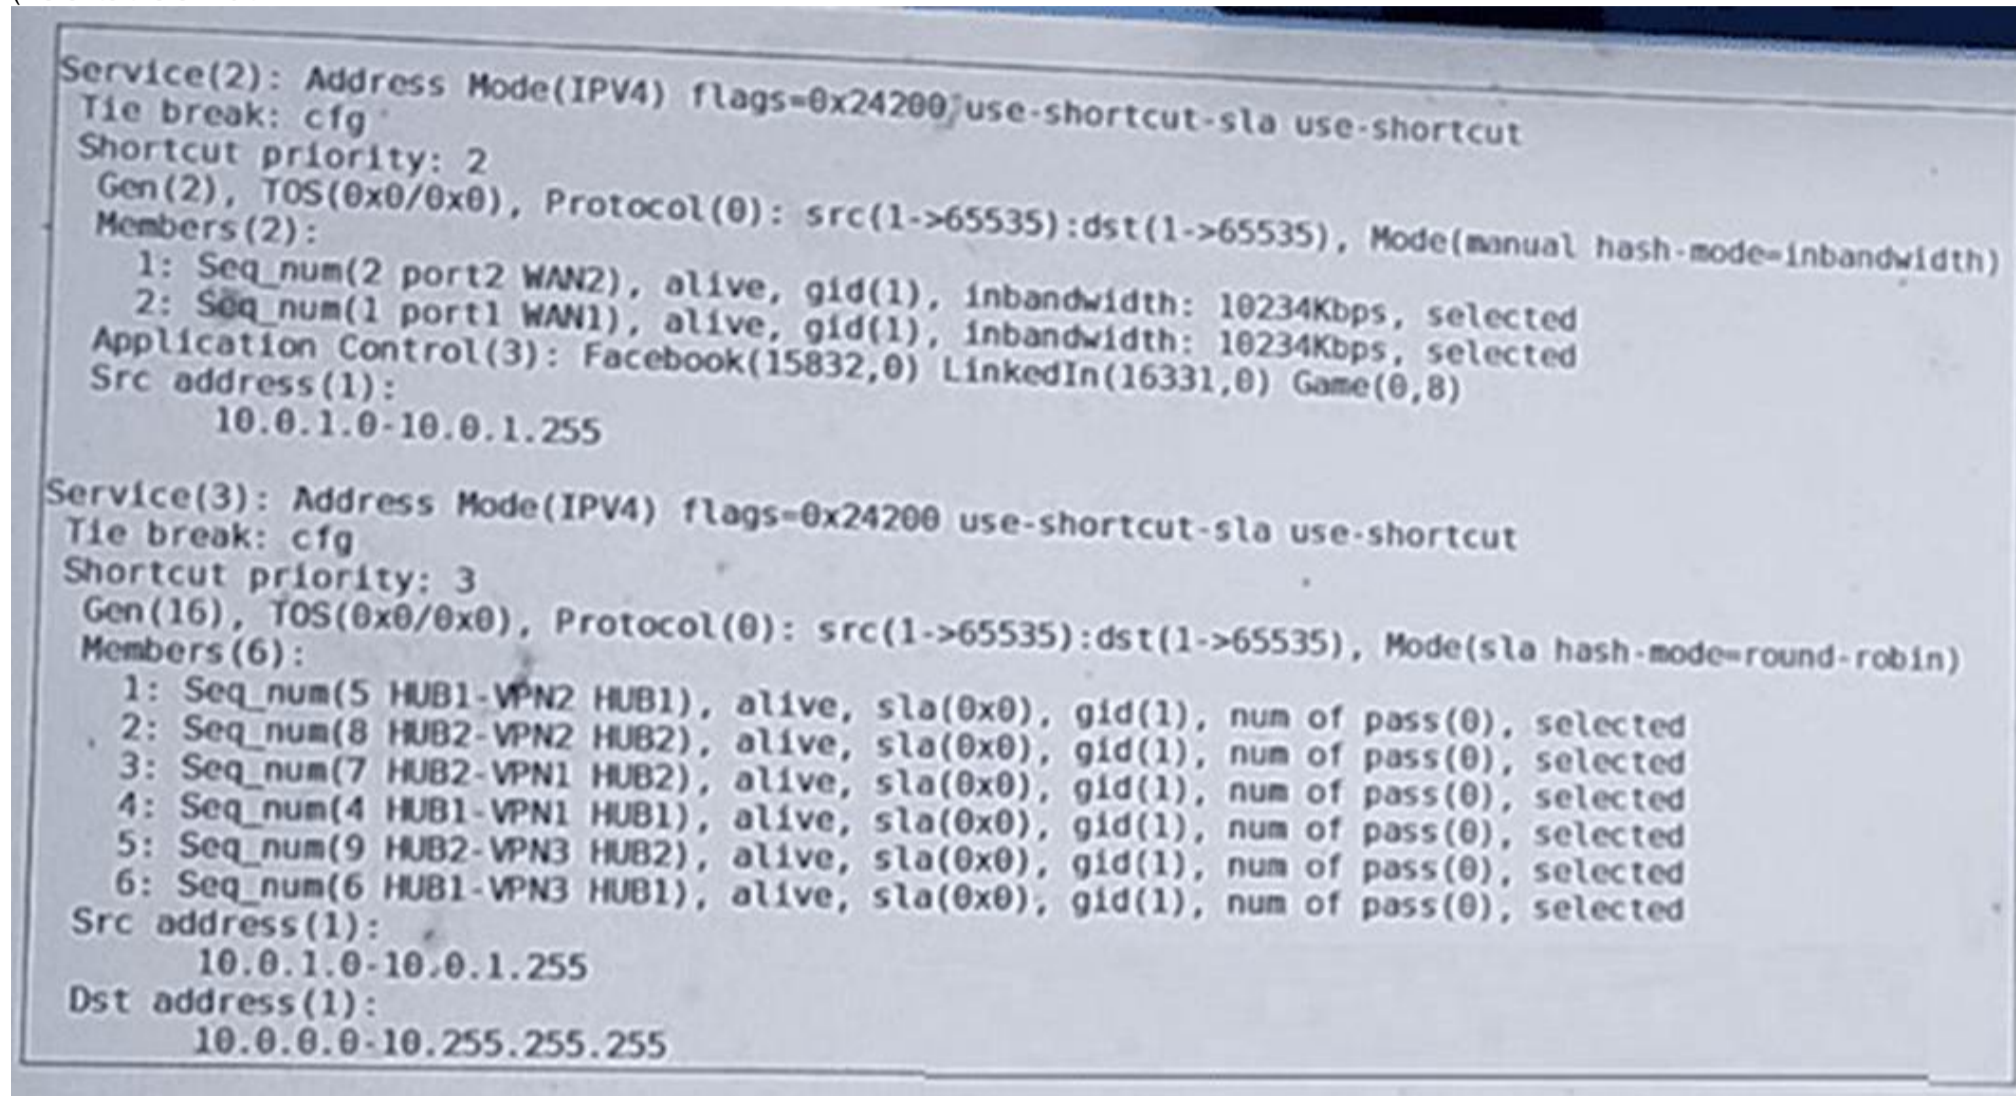 Service(2): Address Mode(IPV4) flags=0x24200 use-shortcut-sla use-shortcut
Tie break: cfg
Shortcut priority: 2
Gen(2), TOS(0x0/0x0), Protocol(0): src(1->65535):dst(1->65535), Mode(manual hash-mode=inbandwidth)
Members(2):
1: Seq_num(2 port2 WAN2), alive, gid(1), inbandwidth: 10234Kbps, selected
2: Seq_num(1 port1 WAN1), alive, gid(1), inbandwidth: 10234Kbps, selected
Application Control(3): Facebook(15832,0) LinkedIn(16331,0) Game(0,8)
Src address(1):
10.0.1.0-10.0.1.255
Service(3): Address Mode(IPV4) flags=0x24200 use-shortcut-sla use-shortcut
Tie break: cfg
Shortcut priority: 3
Gen(16), TOS(0x0/0x0), Protocol(0): src(1->65535):dst(1->65535), Mode(sla hash-mode=round-robin)
Members(6):
1: Seq_num(5 HUB1-VPN2 HUB1), alive, sla(0x0), gid(1), num of pass(0), selected
2: Seq_num(8 HUB2-VPN2 HUB2), alive, sla(0x0), gid(1), num of pass(0), selected
3: Seq_num(7 HUB2-VPN1 HUB2), alive, sla(0x0), gid(1), num of pass(0), selected
4: Seq_num(4 HUB1-VPN1 HUB1), alive, sla(0x0), gid(1), num of pass(0), selected
5: Seq_num(9 HUB2-VPN3 HUB2), alive, sla(0x0), gid(1), num of pass(0), selected
6: Seq_num(6 HUB1-VPN3 HUB1), alive, sla(0x0), gid(1), num of pass(0), selected
Src address(1):
10.0.1.0-10.0.1.255
Dst address(1):
10.0.0.0-10.255.255.255